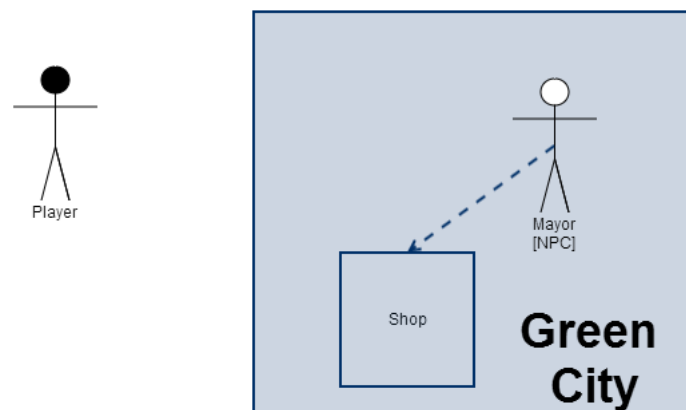 Player
Mayor
[NPC]
Shop
Green
City